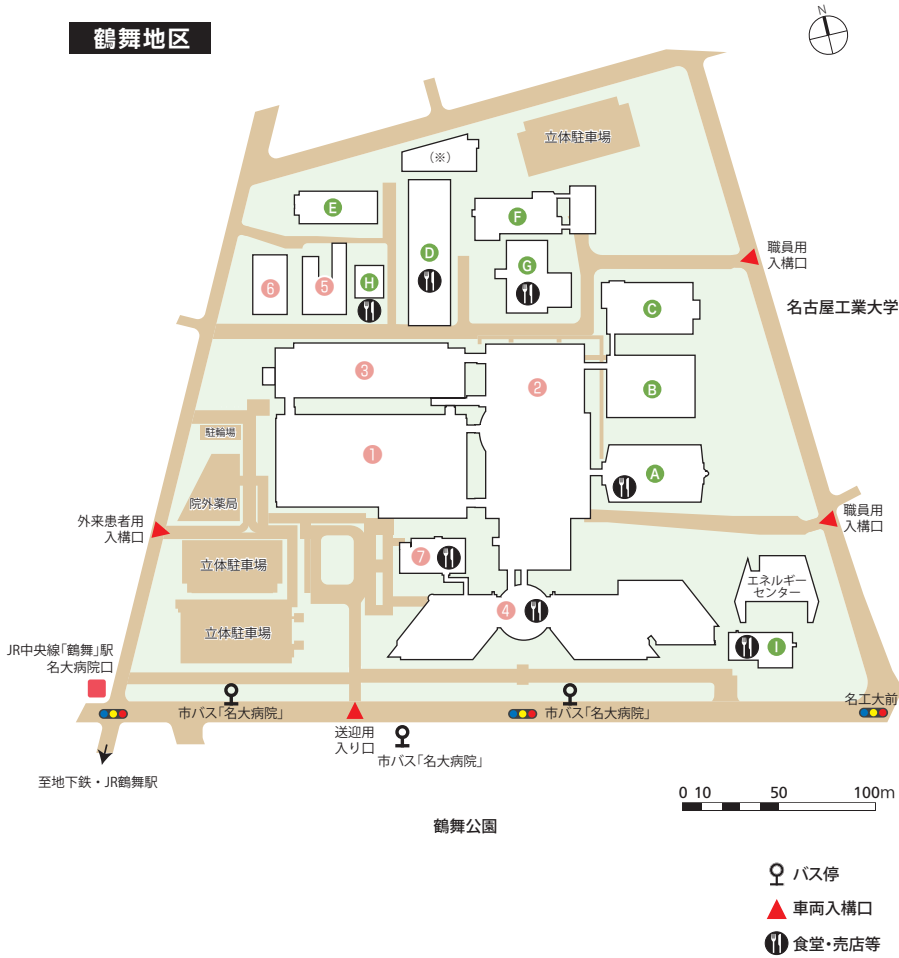 鶴舞地区
N
立体駐車場
(※)
E
F
D
G
H
5
6
職員用
入構口
名古屋工業大学
C
3
2
B
駐輪場
1
A
院外薬局
外来患者用
入構口
職員用
入構口
7
立体駐車場
エネルギー
センター
4
立体駐車場
I
JR中央線「鶴舞」駅
名大病院口
市バス「名大病院」
市バス「名大病院」
名工大前
送迎用
入り口
市バス「名大病院」
至地下鉄・JR鶴舞駅
0 10 50 100m
鶴舞公園
バス停
車両入構口
食堂・売店等